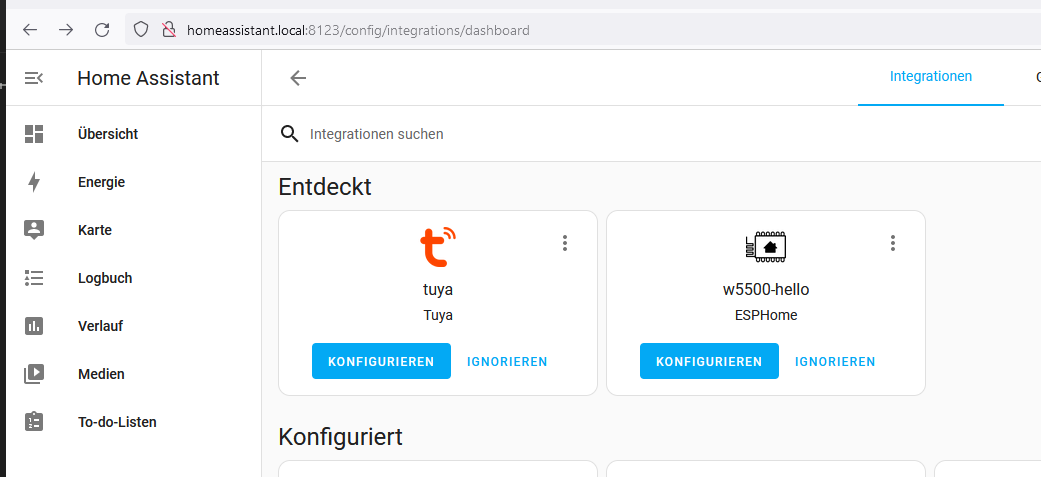 homeassistant.local:8123/config/integrations/dashboard
Home Assistant
Integrationen
Übersicht
Integrationen suchen
Energie
Entdeckt
Karte
Logbuch
tuya
w5500-hello
Tuya
ESPHome
Verlauf
KONFIGURIEREN IGNORIEREN
KONFIGURIEREN IGNORIEREN
Medien
To-do-Listen
Konfiguriert